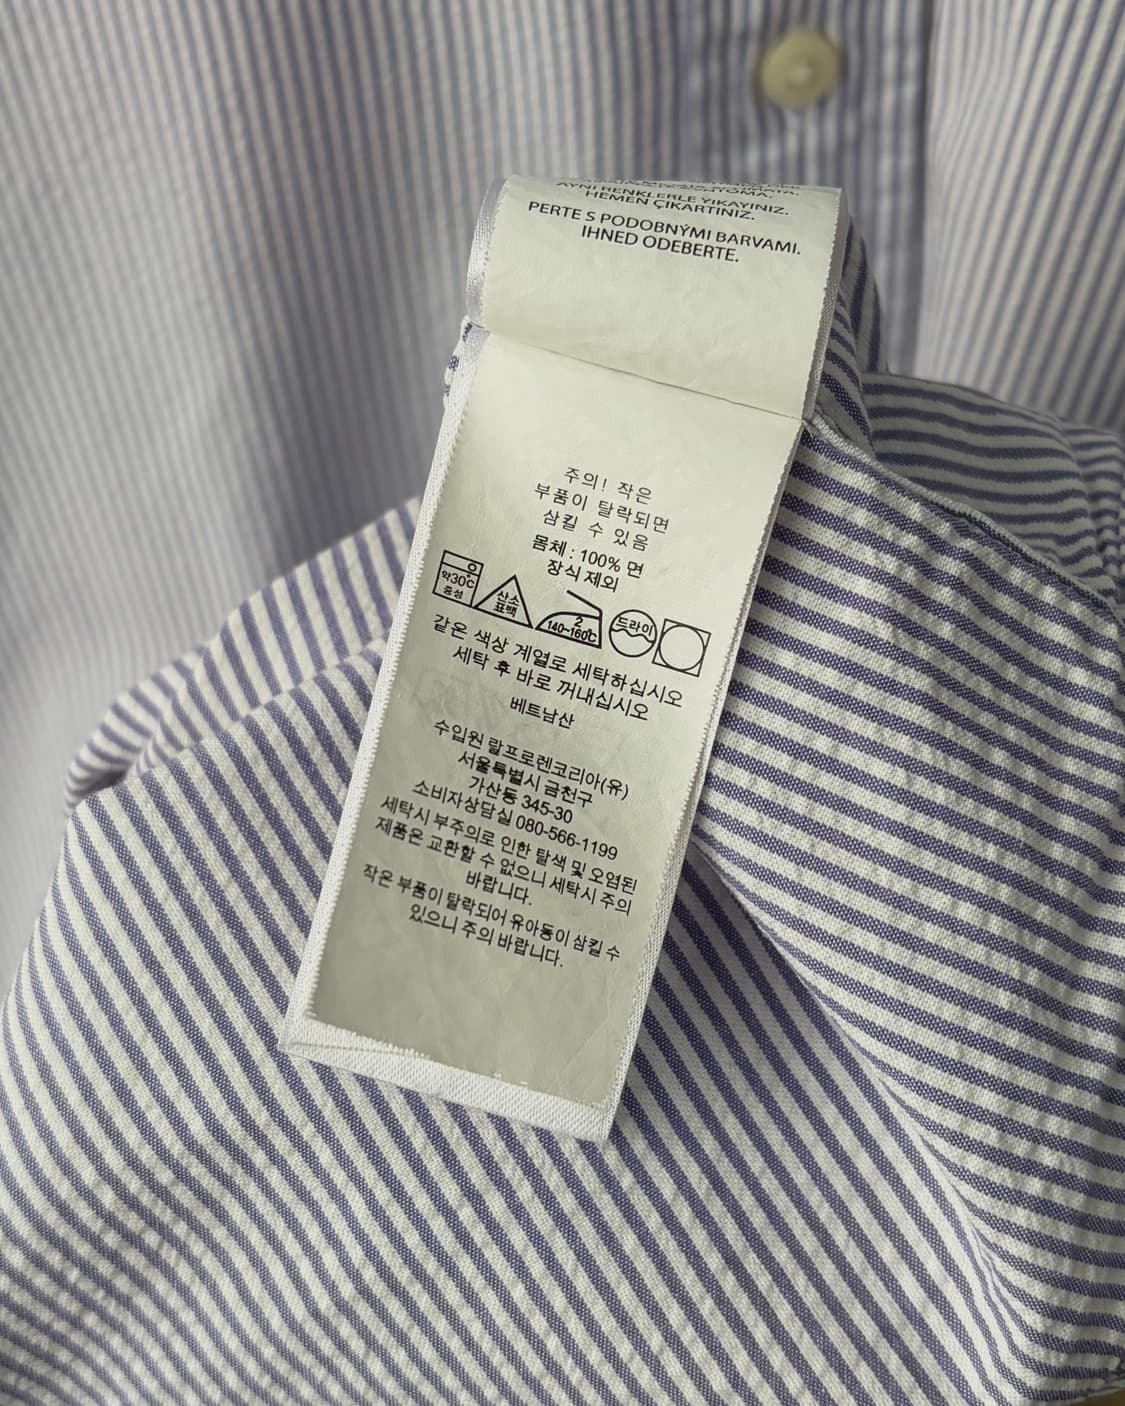 AYNI RENKLERLE YIKAYINIZ.
HEMEN ÇIKARTINIZ.
PERTE S PODOBNÝMI BARVAMI.
IHNED ODEBERTE.
주의! 작은
부품이 탈락되면
삼킬 수 있음
몸체 : 100% 면
장식 제외
약30℃
중성
산소
표백
2
140~160℃
드라이
같은 색상 계열로 세탁하십시오
세탁 후 바로 꺼내십시오
베트남산
수입원 랄프로렌코리아(유)
서울특별시 금천구
가산동 345-30
소비자상담실 080-566-1199
세탁시 부주의로 인한 탈색 및 오염된
제품은 교환할 수 없으니 세탁시 주의
바랍니다.
작은 부품이 탈락되어 유아동이 삼킬 수
있으니 주의 바랍니다.